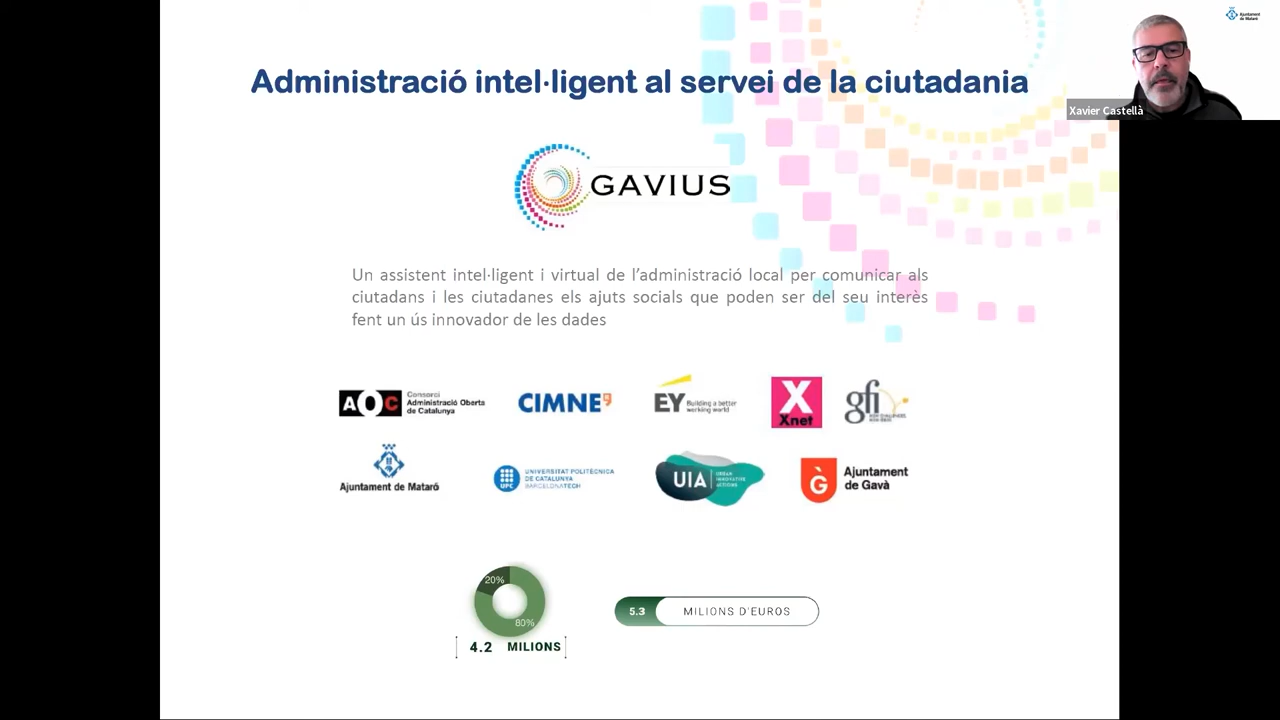 Ajuntament
de Mataró
Administració intel·ligent al servei de la ciutadania
Xavier Castellà
GAVIUS
Un assistent intel·ligent i virtual de l’administració local per comunicar als
ciutadans i les ciutadanes els ajuts socials que poden ser del seu interès
fent un ús innovador de les dades
AOC
Consorci
Administració Oberta
de Catalunya
CIMNE
EY
Building a better
working world
X
Xnet
gfi
Ajuntament de Mataró
UPC
UNIVERSITAT POLITÈCNICA
DE CATALUNYA
BARCELONATECH
UIA
URBAN
INNOVATIVE
ACTIONS
Ġ
Ajuntament
de Gavà
20%
80%
4.2 MILIONS
5.3 MILIONS D'EUROS